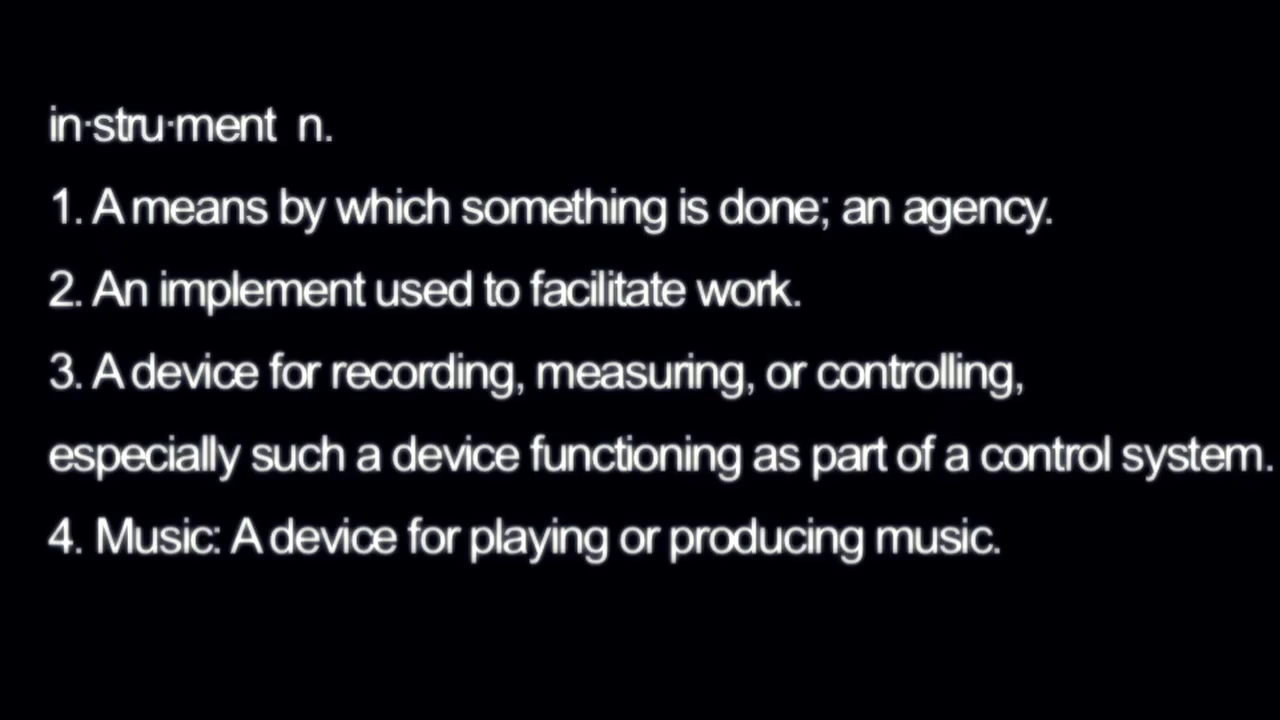 in·stru·ment n.
1. A means by which something is done; an agency.
2. An implement used to facilitate work.
3. A device for recording, measuring, or controlling,
especially such a device functioning as part of a control system.
4. Music: A device for playing or producing music.